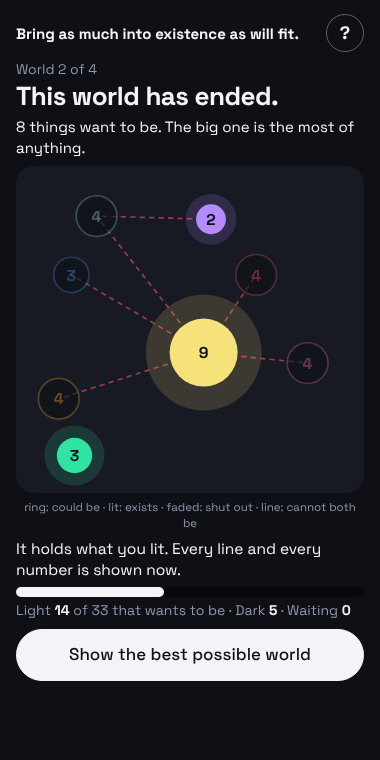 Bring as much into existence as will fit.
?
World 2 of 4
This world has ended.
8 things want to be. The big one is the most of
anything.
4
2
3
4
9
4
4
3
ring: could be · lit: exists · faded: shut out · line: cannot both
be
It holds what you lit. Every line and every
number is shown now.
Light 14 of 33 that wants to be · Dark 5 · Waiting 0
Show the best possible world